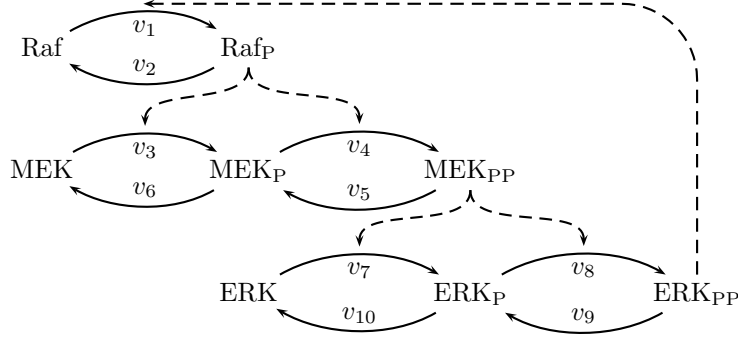 v₁
Raf Raf_P
v₂
v₃ v₄
MEK MEK_P MEK_PP
v₆ v₅
v₇ v₈
ERK ERK_P ERK_PP
v₁₀ v₉